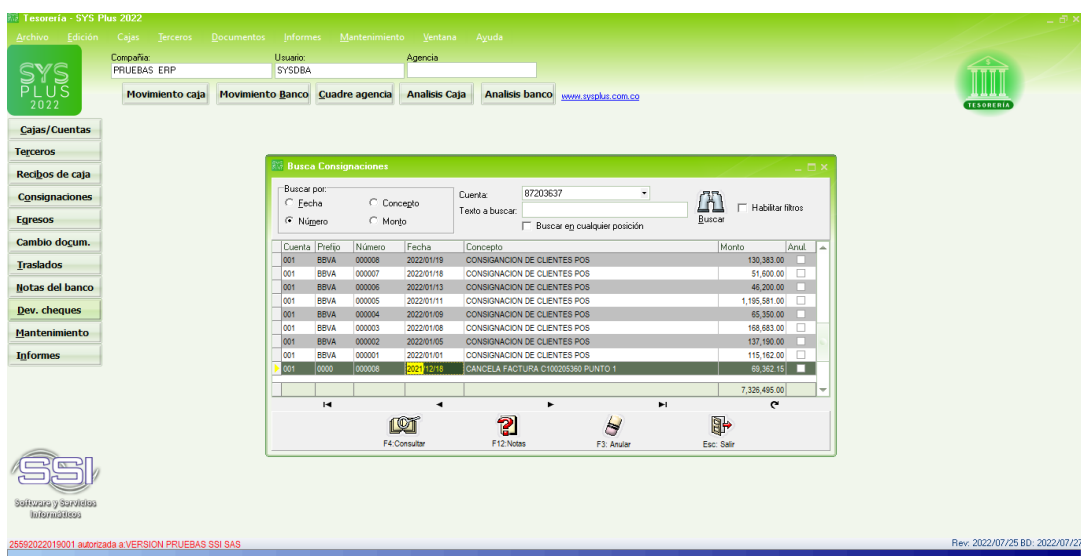 Tesorería - SYS Plus 2022
Archivo Edición Cajas Terceros Documentos Informes Mantenimiento Ventana Ayuda
SYS PLUS 2022
Compañia: Usuario: Agencia
PRUEBAS ERP SYSDBA
Movimiento caja Movimiento Banco Cuadre agencia Analisis Caja Analisis banco www.sysplus.com.co
TESORERÍA
Cajas/Cuentas
Terceros
Recibos de caja
Consignaciones
Egresos
Cambio docum.
Traslados
Notas del banco
Dev. cheques
Mantenimiento
Informes
Busca Consignaciones
Buscar por:
Fecha Concepto
Número Monto
Cuenta: 87203637
Texto a buscar:
Buscar en cualquier posición
Buscar
Habilitar filtros
Cuenta Prefijo Número Fecha Concepto Monto Anul.
001 BBVA 000008 2022/01/19 CONSIGANCION DE CLIENTES POS 130,383.00
001 BBVA 000007 2022/01/18 CONSIGNACION DE CLIENTES POS 51,600.00
001 BBVA 000006 2022/01/13 CONSIGNACION DE CLIENTES POS 46,200.00
001 BBVA 000005 2022/01/11 CONSIGNACION DE CLIENTES POS 1,195,581.00
001 BBVA 000004 2022/01/09 CONSIGNACION DE CLIENTES POS 65,350.00
001 BBVA 000003 2022/01/08 CONSIGNACION DE CLIENTES POS 168,683.00
001 BBVA 000002 2022/01/05 CONSIGNACION DE CLIENTES POS 137,190.00
001 BBVA 000001 2022/01/01 CONSIGNACION DE CLIENTES POS 115,162.00
001 0000 000008 2021/12/18 CANCELA FACTURA C100205360 PUNTO 1 69,362.15
7,326,495.00
F4:Consultar F12:Notas F3: Anular Esc: Salir
SSI
Software y Servicios
Informáticos
25592022019001 autorizada a:VERSION PRUEBAS SSI SAS
Rev: 2022/07/25 BD: 2022/07/27